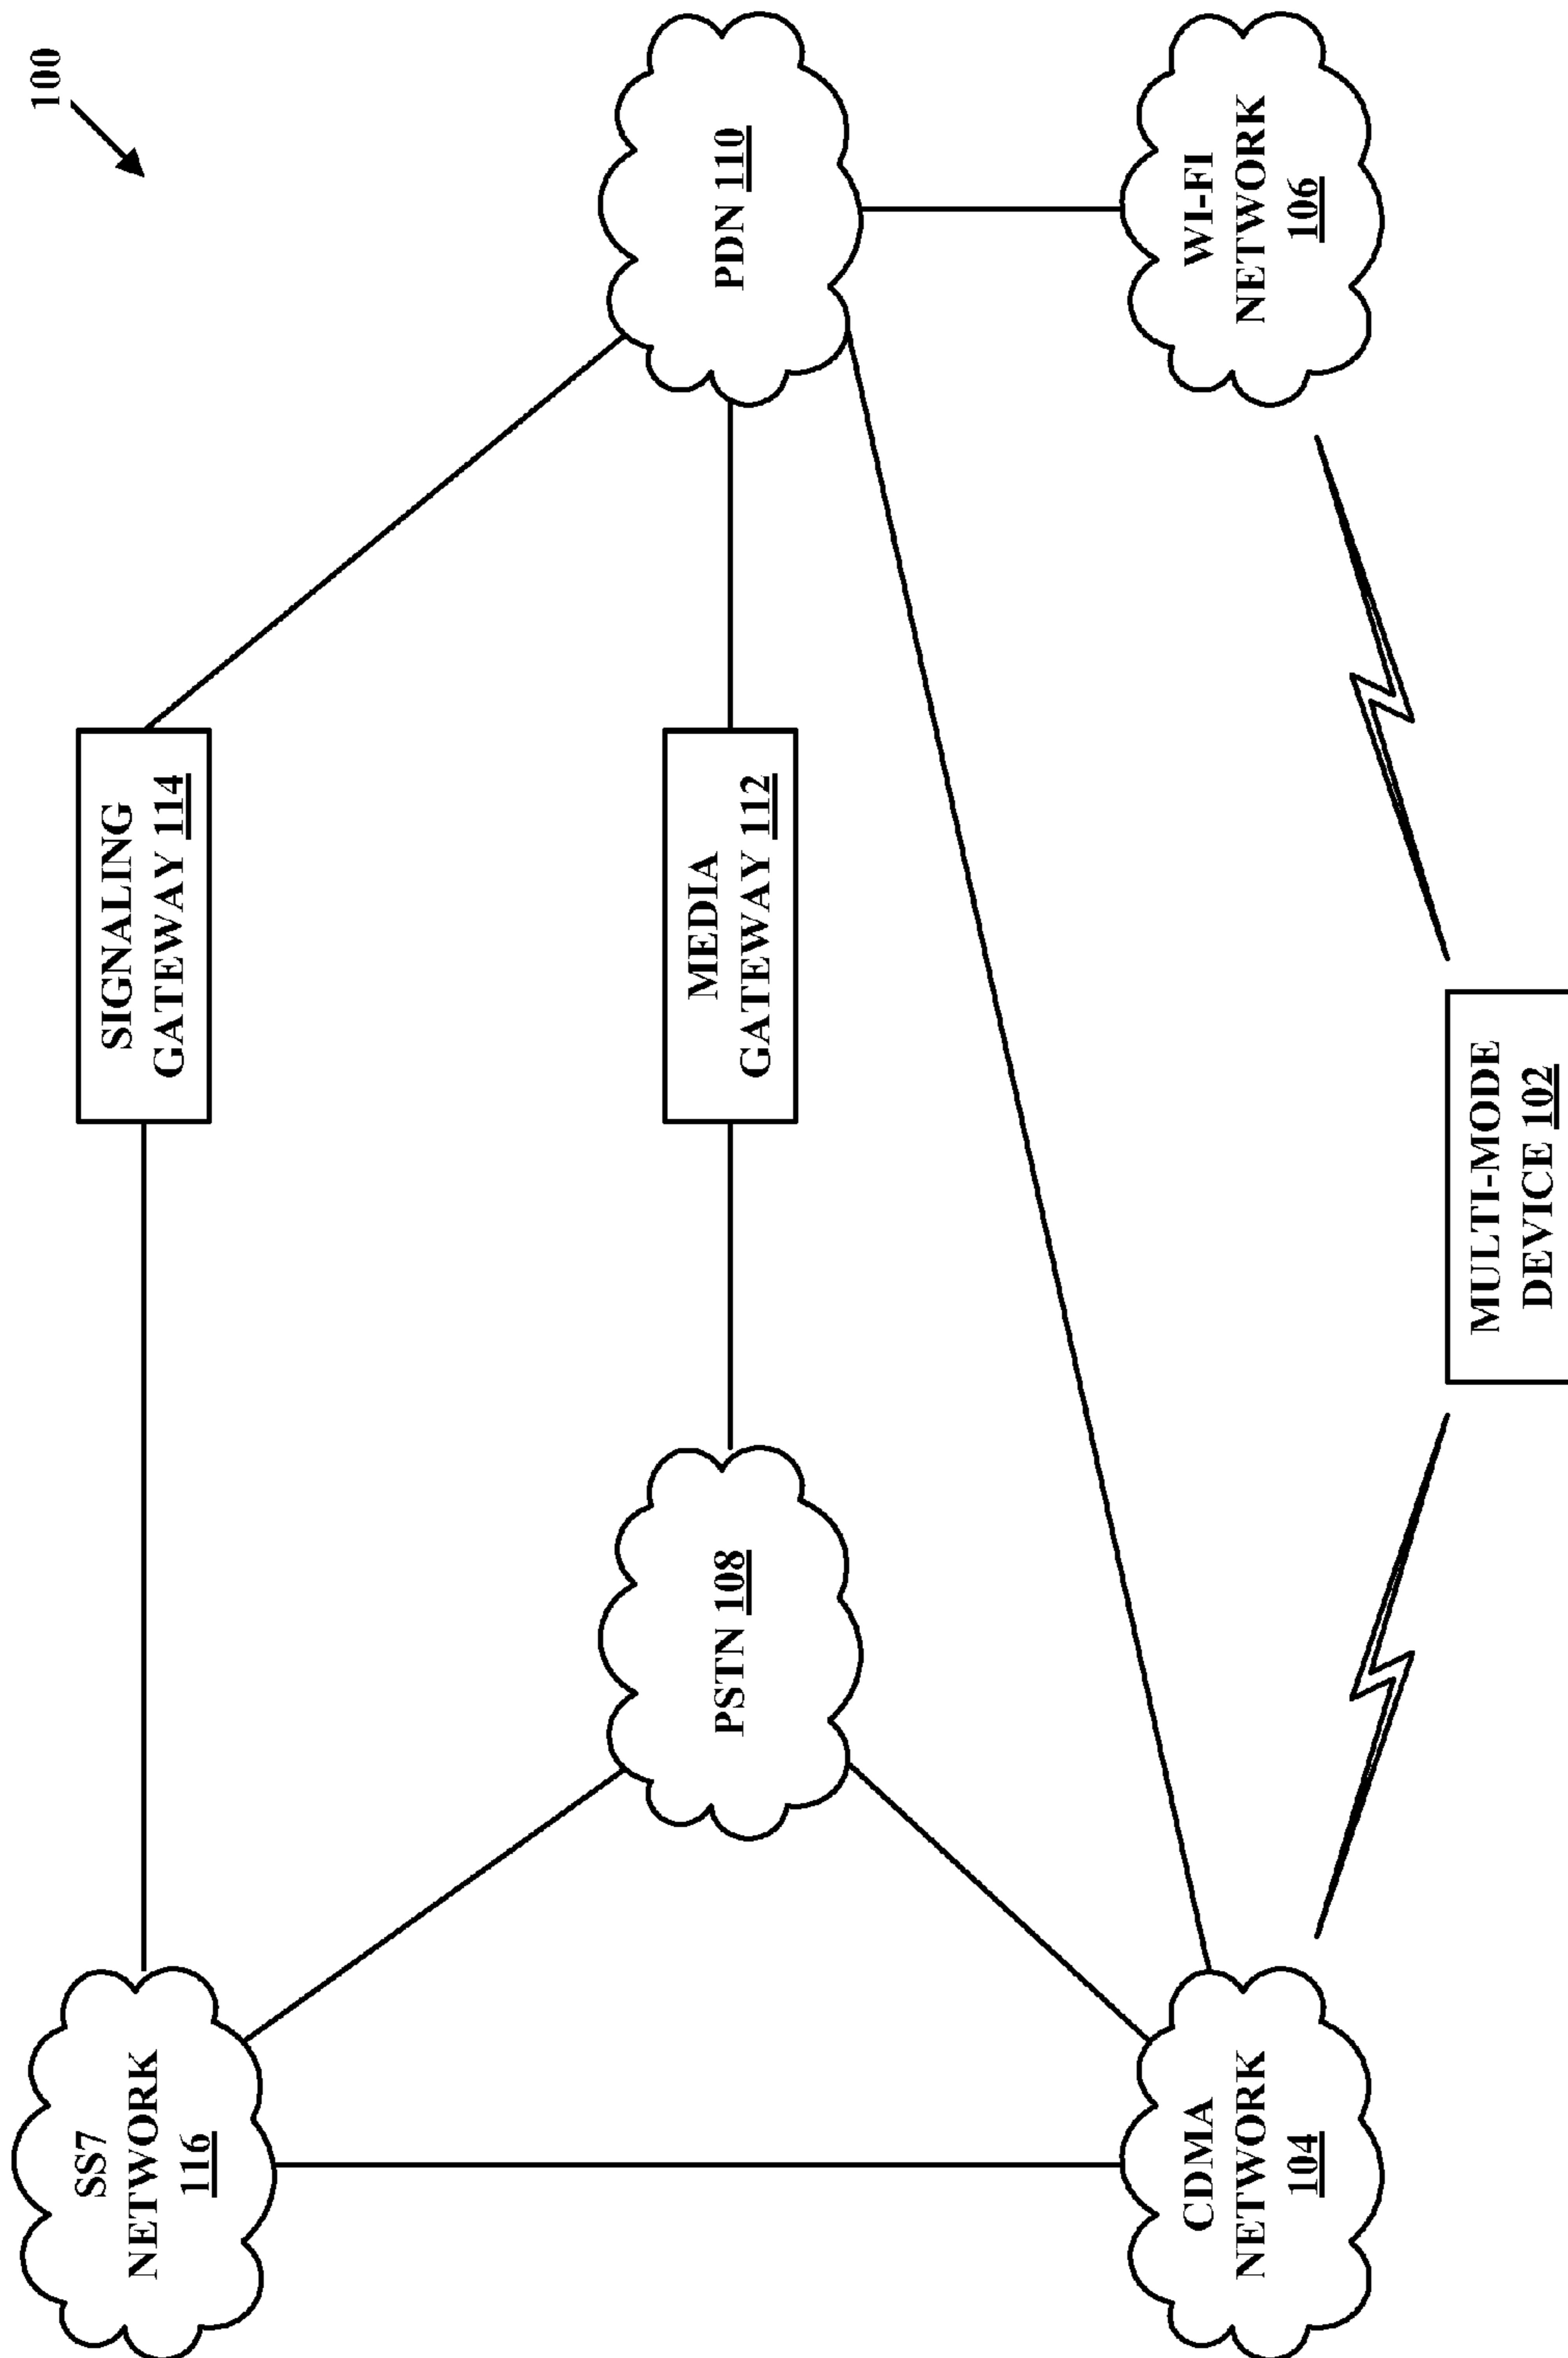 100
SS7
NETWORK
116
SIGNALING
GATEWAY 114
PSTN 108
MEDIA
GATEWAY 112
PDN 110
CDMA
NETWORK
104
WI-FI
NETWORK
106
MULTI-MODE
DEVICE 102